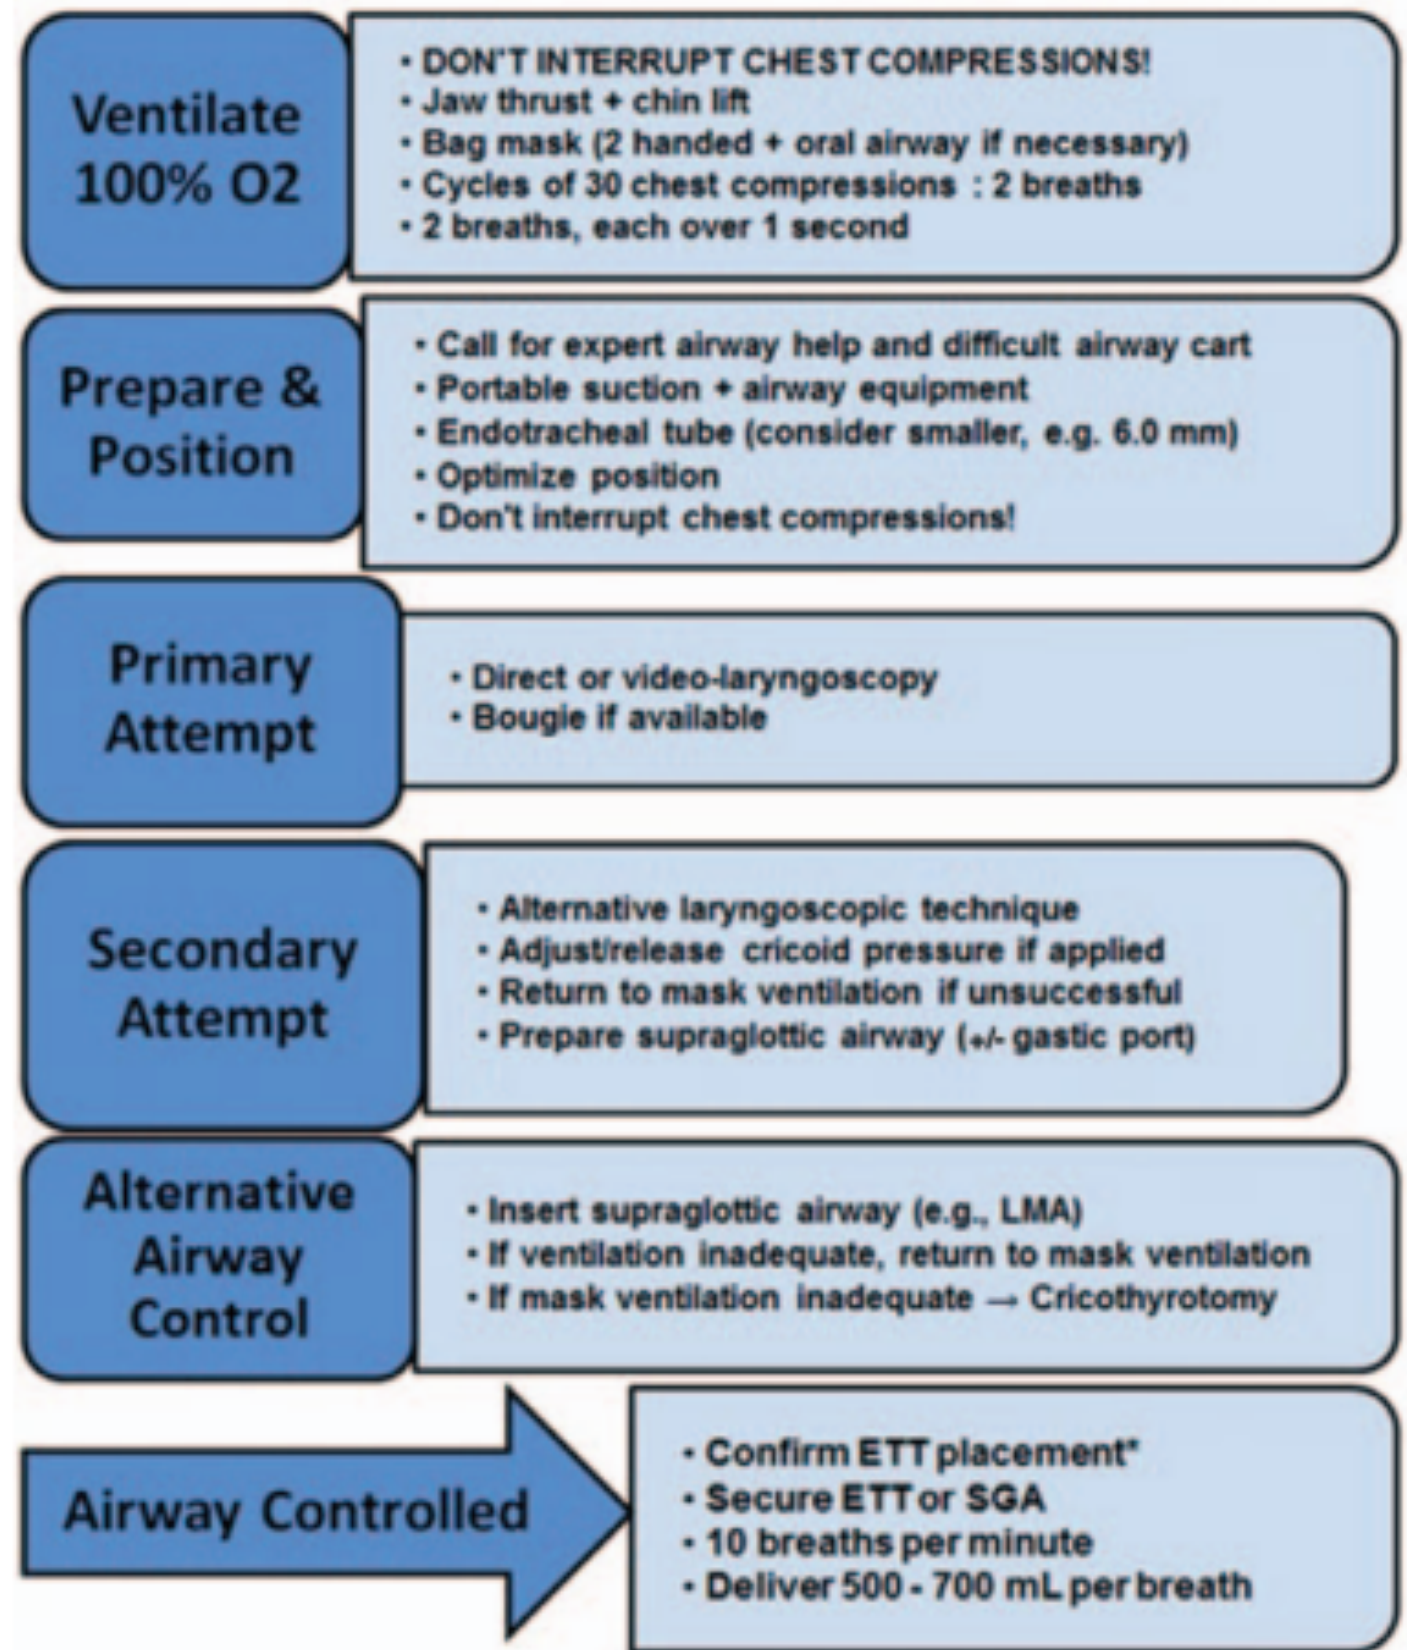 Ventilate
100% O2
• DON'T INTERRUPT CHEST COMPRESSIONS!
• Jaw thrust + chin lift
• Bag mask (2 handed + oral airway if necessary)
• Cycles of 30 chest compressions : 2 breaths
• 2 breaths, each over 1 second
Prepare &
Position
• Call for expert airway help and difficult airway cart
• Portable suction + airway equipment
• Endotracheal tube (consider smaller, e.g. 6.0 mm)
• Optimize position
• Don't interrupt chest compressions!
Primary
Attempt
• Direct or video-laryngoscopy
• Bougie if available
Secondary
Attempt
• Alternative laryngoscopic technique
• Adjust/release cricoid pressure if applied
• Return to mask ventilation if unsuccessful
• Prepare supraglottic airway (+/- gastic port)
Alternative
Airway
Control
• Insert supraglottic airway (e.g., LMA)
• If ventilation inadequate, return to mask ventilation
• If mask ventilation inadequate → Cricothyrotomy
Airway Controlled
• Confirm ETT placement*
• Secure ETT or SGA
• 10 breaths per minute
• Deliver 500 - 700 mL per breath